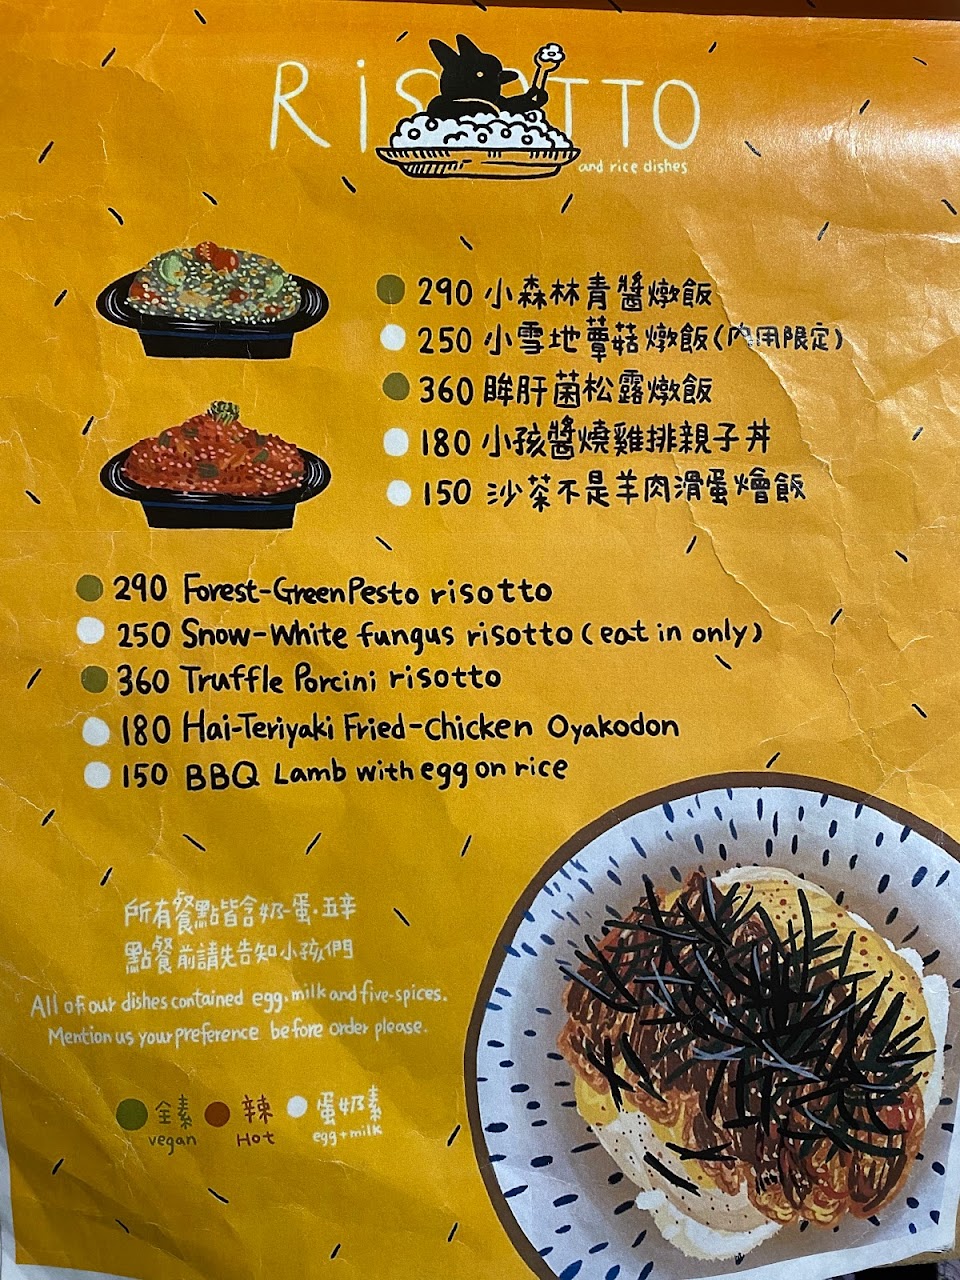 RiSOTTO
and rice dishes
290 小森林青醬燉飯
250 小雪地蕈菇燉飯(內用限定)
360 眸肝菌松露燉飯
180 小孩醬燒雞排親子丼
150 沙茶不是羊肉滑蛋燴飯
290 Forest-Green Pesto risotto
250 Snow-White fungus risotto (eat in only)
360 Truffle Porcini risotto
180 Hai-Teriyaki Fried-Chicken Oyakodon
150 BBQ Lamb with egg on rice
所有餐點皆含奶·蛋·五辛
點餐前請先告知小孩們
All of our dishes contained egg, milk and five-spices.
Mention us your preference before order please.
全素 辣 蛋奶素
vegan Hot egg+milk